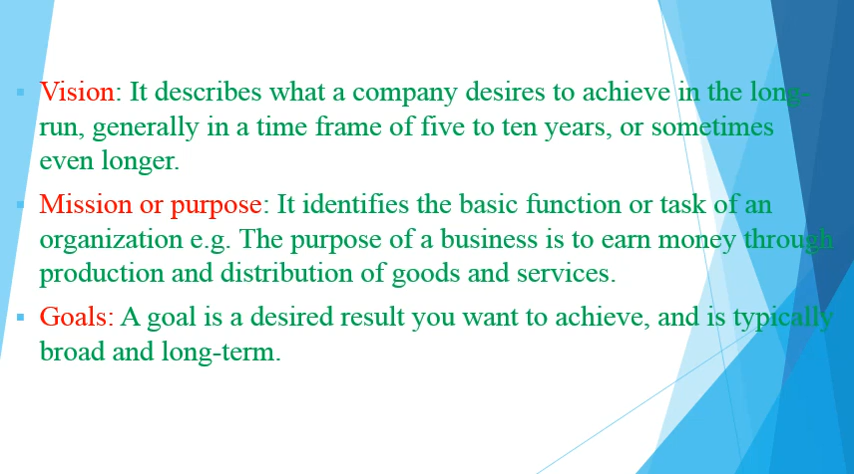 Vision: It describes what a company desires to achieve in the long-
run, generally in a time frame of five to ten years, or sometimes
even longer.
Mission or purpose: It identifies the basic function or task of an
organization e.g. The purpose of a business is to earn money through
production and distribution of goods and services.
Goals: A goal is a desired result you want to achieve, and is typically
broad and long-term.